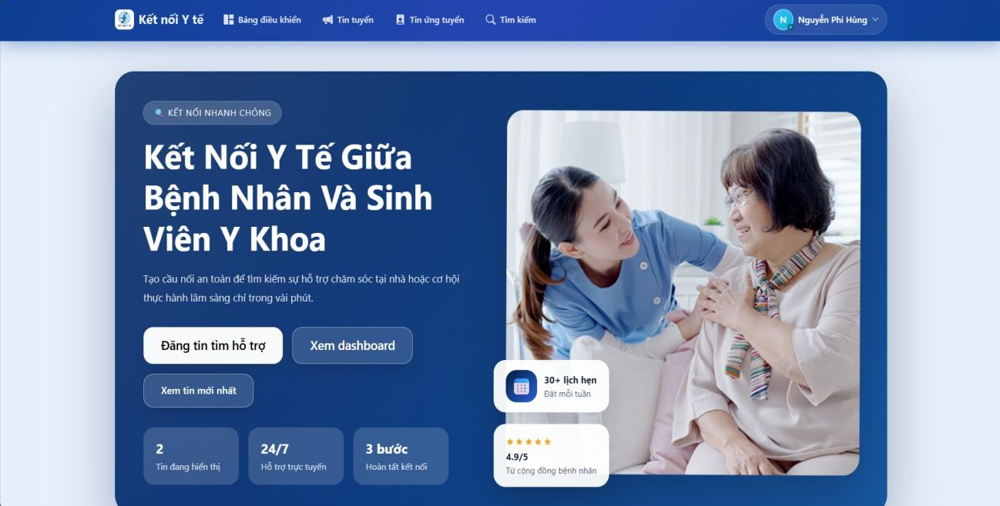 Kết nối Y tế
Bảng điều khiển
Tin tuyển
Tin ứng tuyển
Tìm kiếm
N
Nguyễn Phi Hùng
KẾT NỐI NHANH CHÓNG
Kết Nối Y Tế Giữa
Bệnh Nhân Và Sinh
Viên Y Khoa
Tạo cầu nối an toàn để tìm kiếm sự hỗ trợ chăm sóc tại nhà hoặc cơ hội
thực hành lâm sàng chỉ trong vài phút.
Đăng tin tìm hỗ trợ
Xem dashboard
Xem tin mới nhất
2
Tin đang hiển thị
24/7
Hỗ trợ trực tuyến
3 bước
Hoàn tất kết nối
30+ lịch hẹn
Đặt mỗi tuần
★★★★★
4.9/5
Từ cộng đồng bệnh nhân